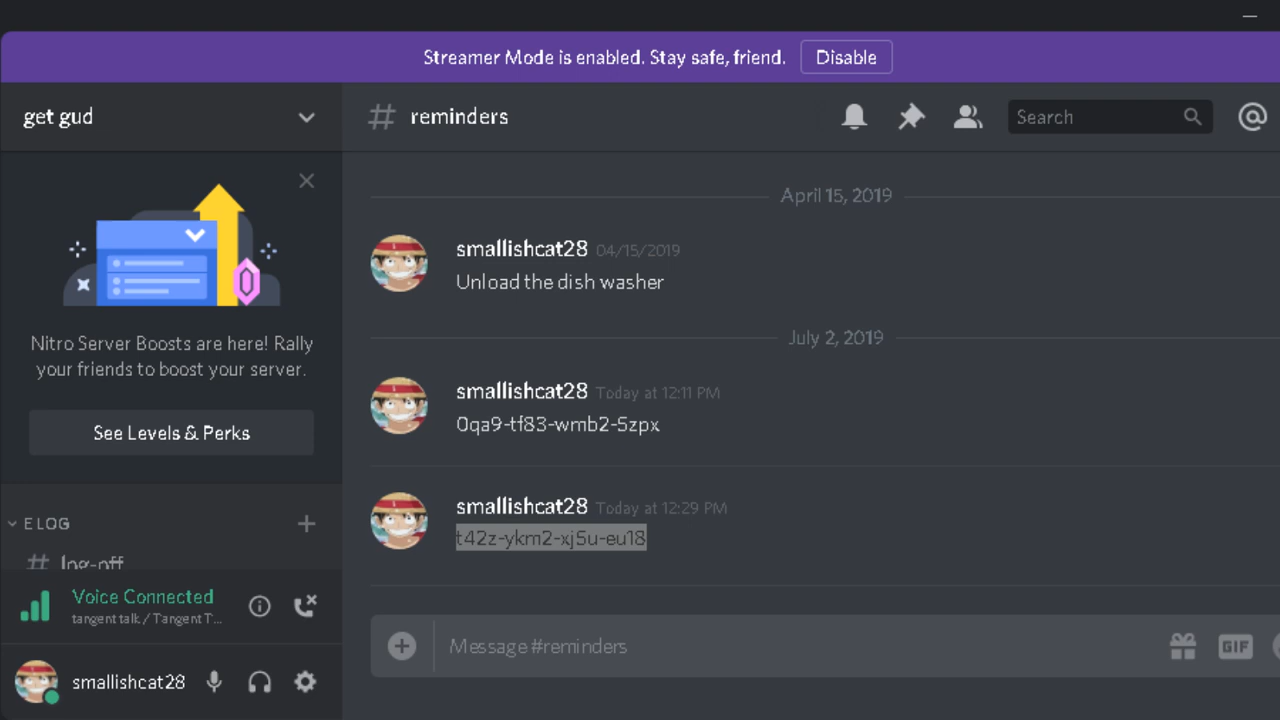 Streamer Mode is enabled. Stay safe, friend. Disable
get gud
# reminders
Search
Nitro Server Boosts are here! Rally
your friends to boost your server.
See Levels & Perks
E LOG
# log-off
Voice Connected
tangent talk / Tangent T...
smallishcat28
April 15, 2019
smallishcat28 04/15/2019
Unload the dish washer
July 2, 2019
smallishcat28 Today at 12:11 PM
0qa9-tf83-wmb2-5zpx
smallishcat28 Today at 12:29 PM
t42z-ykm2-xj5u-eu18
Message #reminders
GIF